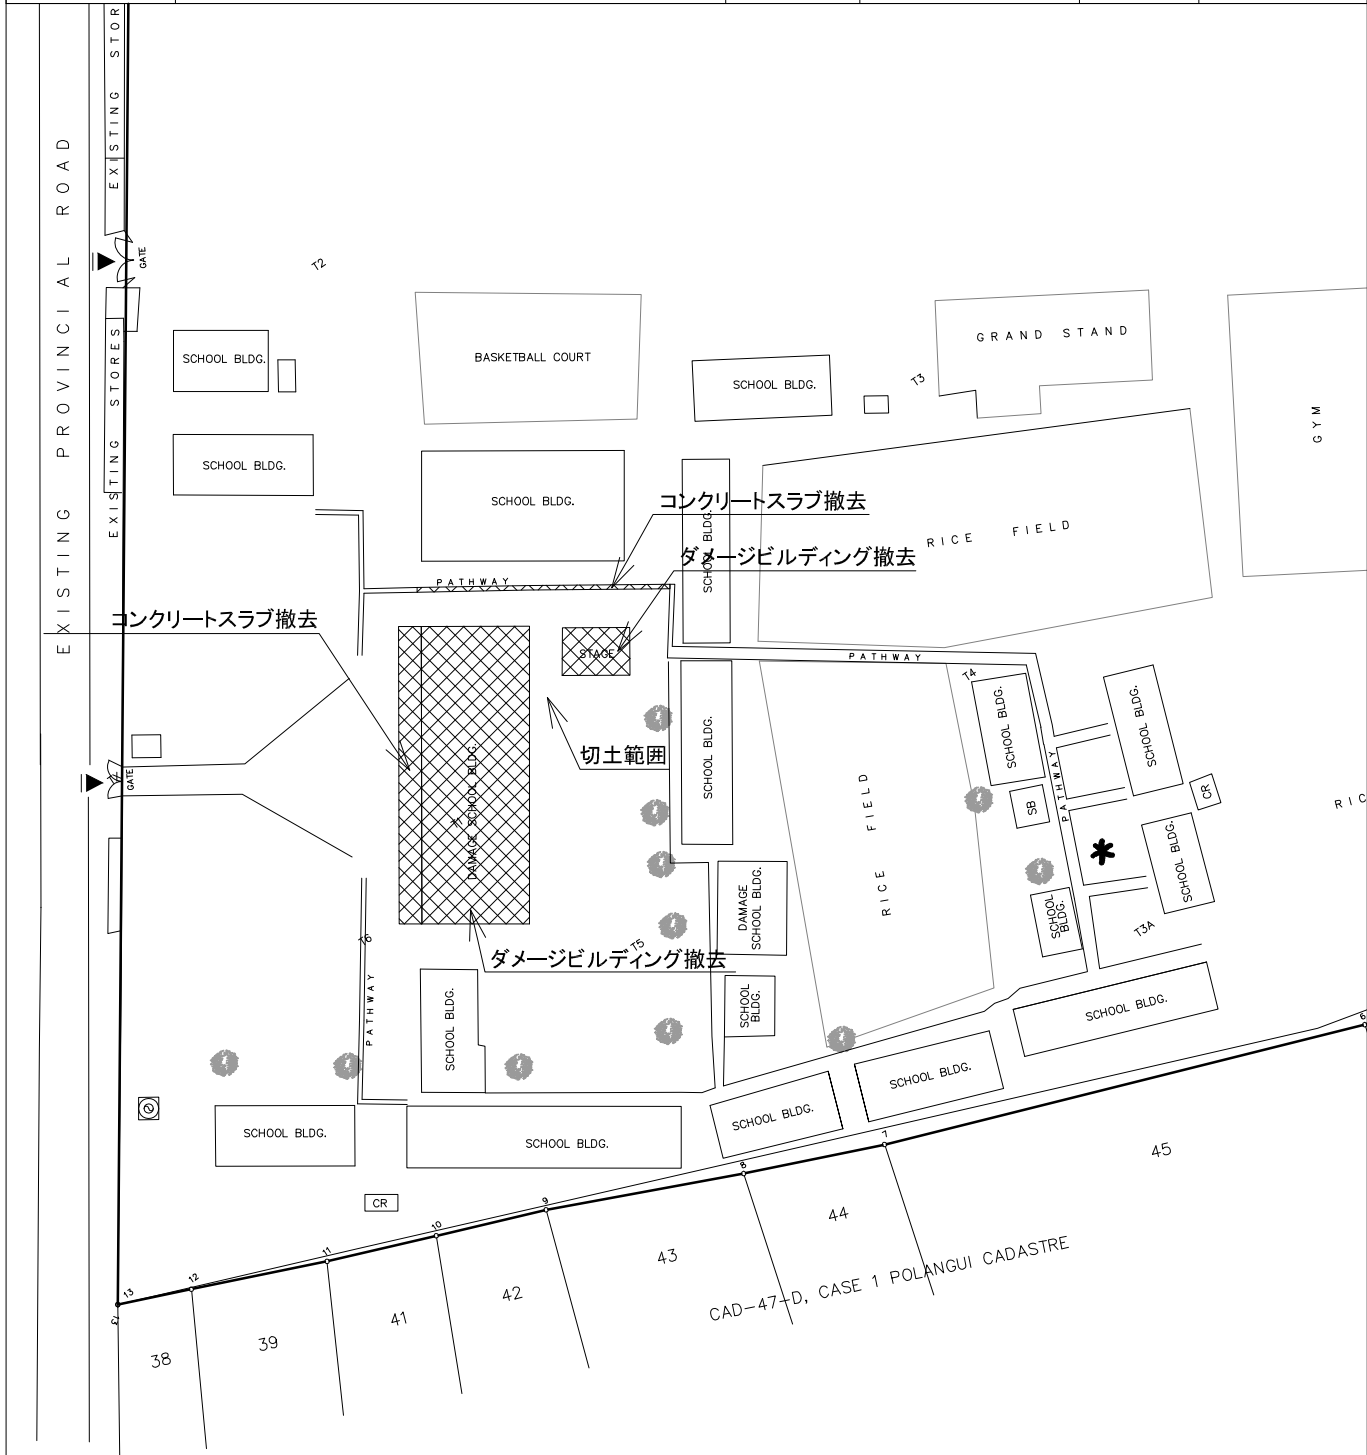 EXISTING PROVINCIAL ROAD
EXISTING STOR
GATE
EXISTING STORES
EXISTING
T2
SCHOOL BLDG.
BASKETBALL COURT
SCHOOL BLDG.
T3
GRAND STAND
GYM
SCHOOL BLDG.
SCHOOL BLDG.
SCHOOL BLDG.
コンクリートスラブ撤去
RICE FIELD
ダメージビルディング撤去
PATHWAY
コンクリートスラブ撤去
STAGE
PATHWAY
T4
SCHOOL BLDG.
SCHOOL BLDG.
切土範囲
SCHOOL BLDG.
GATE
DAMAGE SCHOOL BLDG.
T1
RICE FIELD
PATHWAY
SB
CR
RIC
SCHOOL BLDG.
DAMAGE
SCHOOL BLDG.
SCHOOL
BLDG.
T3A
T6
T5
ダメージビルディング撤去
PATHWAY
SCHOOL BLDG.
SCHOOL
BLDG.
SCHOOL BLDG.
6
SCHOOL BLDG.
SCHOOL BLDG.
SCHOOL BLDG.
SCHOOL BLDG.
7
8
9
10
11
12
13
13
CR
45
44
43
42
41
39
38
CAD-47-D, CASE 1 POLANGUI CADASTRE